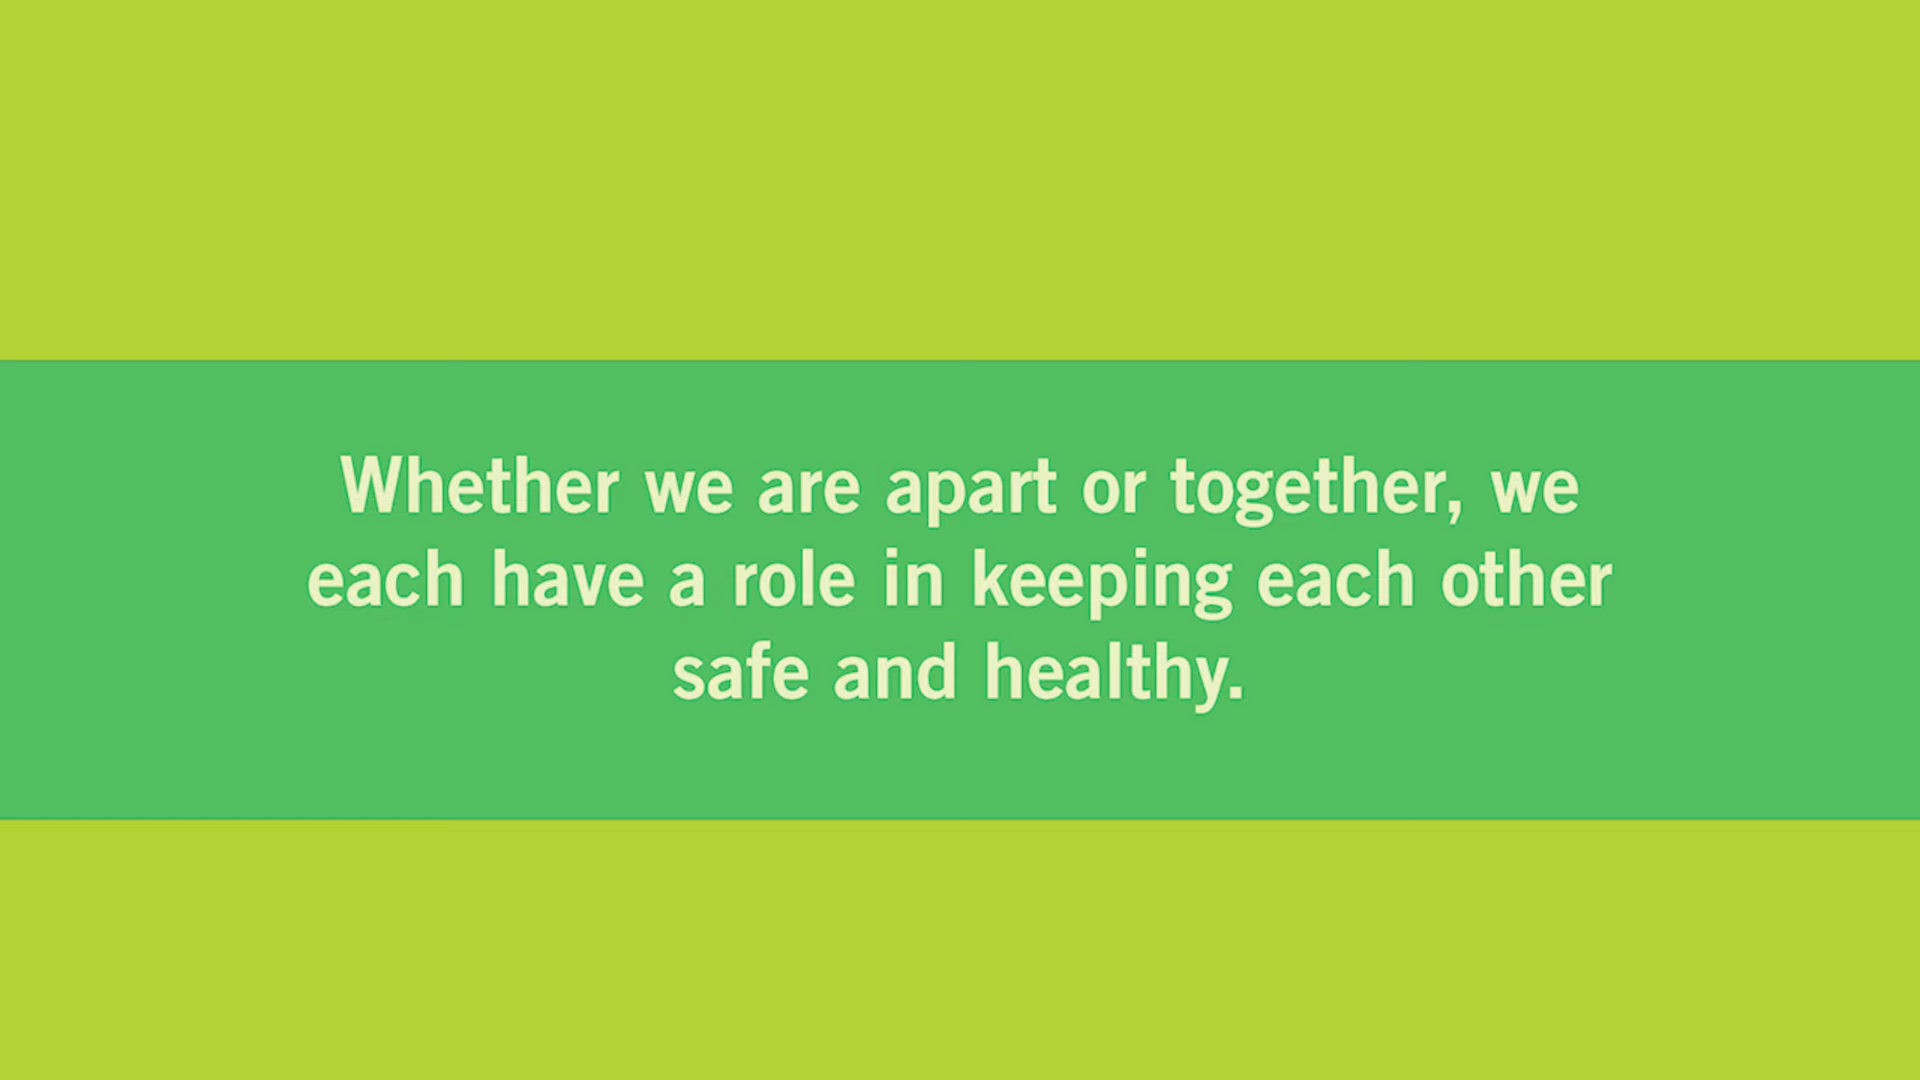 Whether we are apart or together, we
each have a role in keeping each other
safe and healthy.